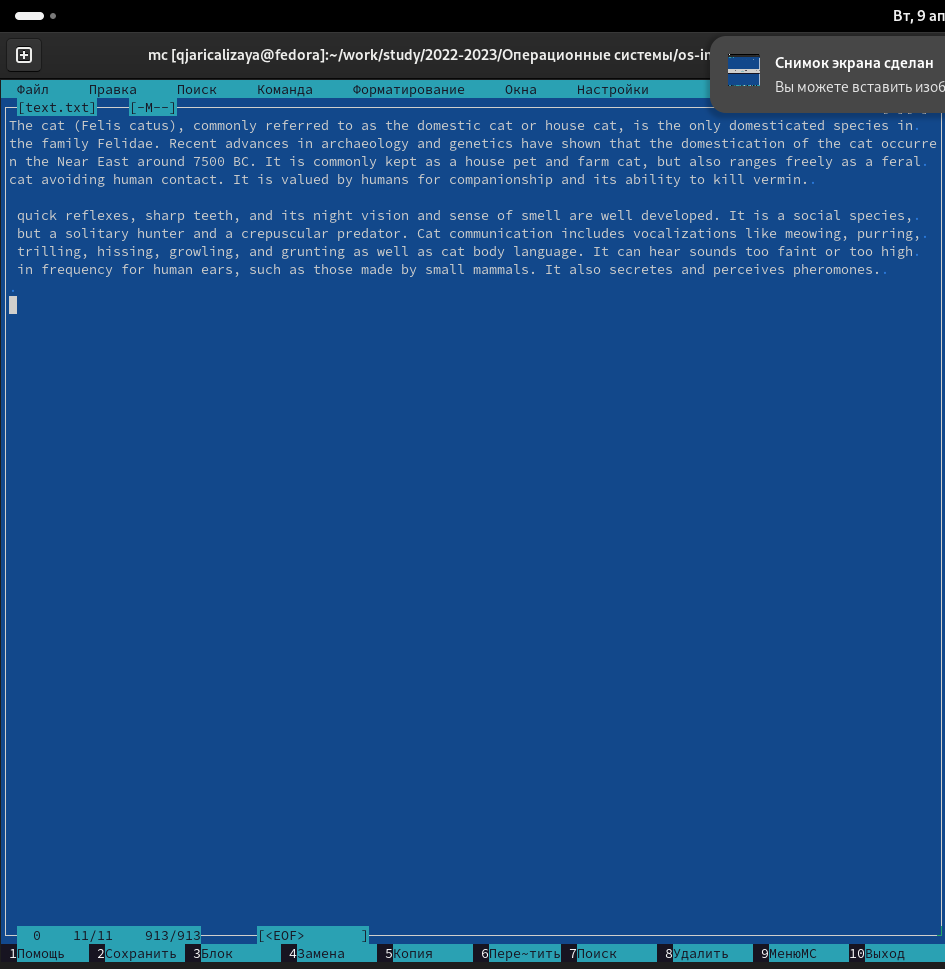 Вт, 9 ап
mc [qjaricalizaya@fedora]:~/work/study/2022-2023/Операционные системы/os-in
Снимок экрана сделан
Вы можете вставить изоб
Файл Правка Поиск Команда Форматирование Окна Настройки
[text.txt] [-M--]
The cat (Felis catus), commonly referred to as the domestic cat or house cat, is the only domesticated species in.
the family Felidae. Recent advances in archaeology and genetics have shown that the domestication of the cat occurre
n the Near East around 7500 BC. It is commonly kept as a house pet and farm cat, but also ranges freely as a feral.
cat avoiding human contact. It is valued by humans for companionship and its ability to kill vermin..
quick reflexes, sharp teeth, and its night vision and sense of smell are well developed. It is a social species,.
but a solitary hunter and a crepuscular predator. Cat communication includes vocalizations like meowing, purring,.
trilling, hissing, growling, and grunting as well as cat body language. It can hear sounds too faint or too high.
in frequency for human ears, such as those made by small mammals. It also secretes and perceives pheromones..
.
0 11/11 913/913 [<EOF> ]
1Помощь 2Сохранить 3Блок 4Замена 5Копия 6Пере~тить 7Поиск 8Удалить 9МенюMC 10Выход